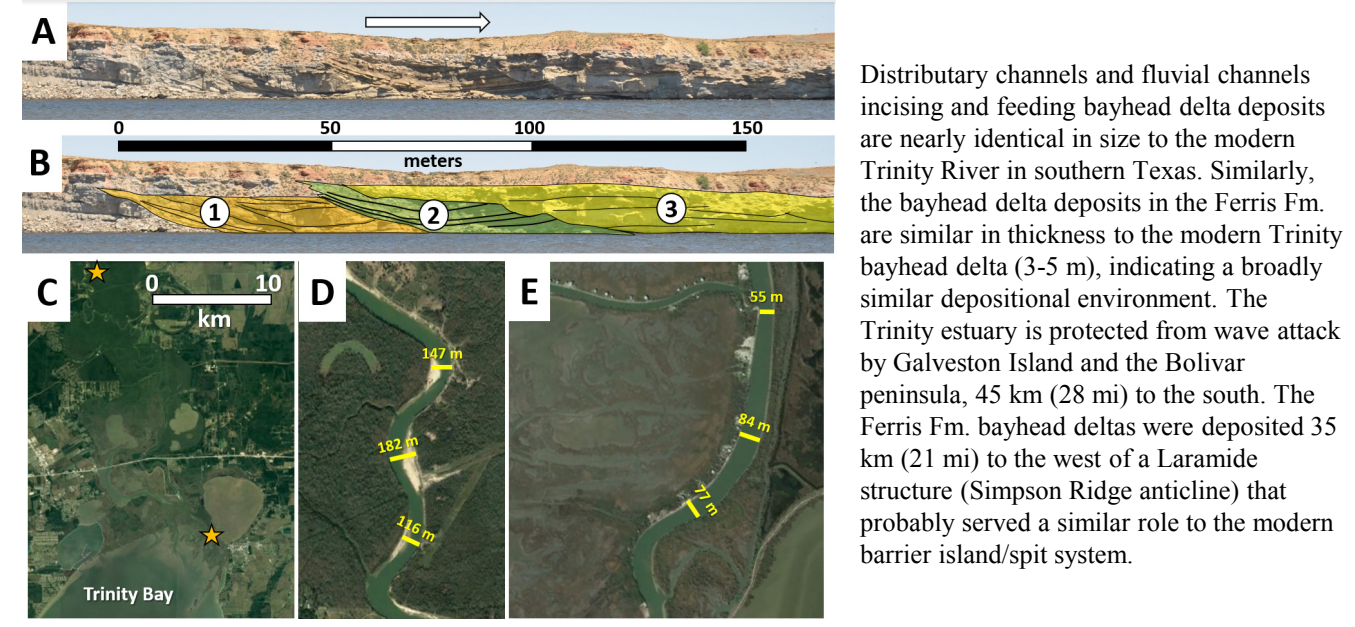 A
0 50 100 150
meters
B
1
2
3
C
0 10
km
Trinity Bay
D
147 m
182 m
116 m
E
55 m
84 m
77 m
Distributary channels and fluvial channels
incising and feeding bayhead delta deposits
are nearly identical in size to the modern
Trinity River in southern Texas. Similarly,
the bayhead delta deposits in the Ferris Fm.
are similar in thickness to the modern Trinity
bayhead delta (3-5 m), indicating a broadly
similar depositional environment. The
Trinity estuary is protected from wave attack
by Galveston Island and the Bolivar
peninsula, 45 km (28 mi) to the south. The
Ferris Fm. bayhead deltas were deposited 35
km (21 mi) to the west of a Laramide
structure (Simpson Ridge anticline) that
probably served a similar role to the modern
barrier island/spit system.